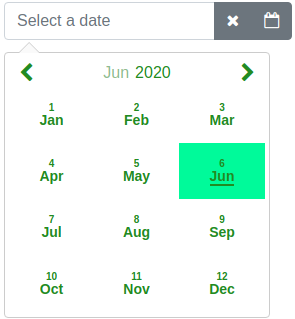 Select a date
Jun 2020
1 2 3
Jan Feb Mar
4 5 6
Apr May Jun
7 8 9
Jul Aug Sep
10 11 12
Oct Nov Dec